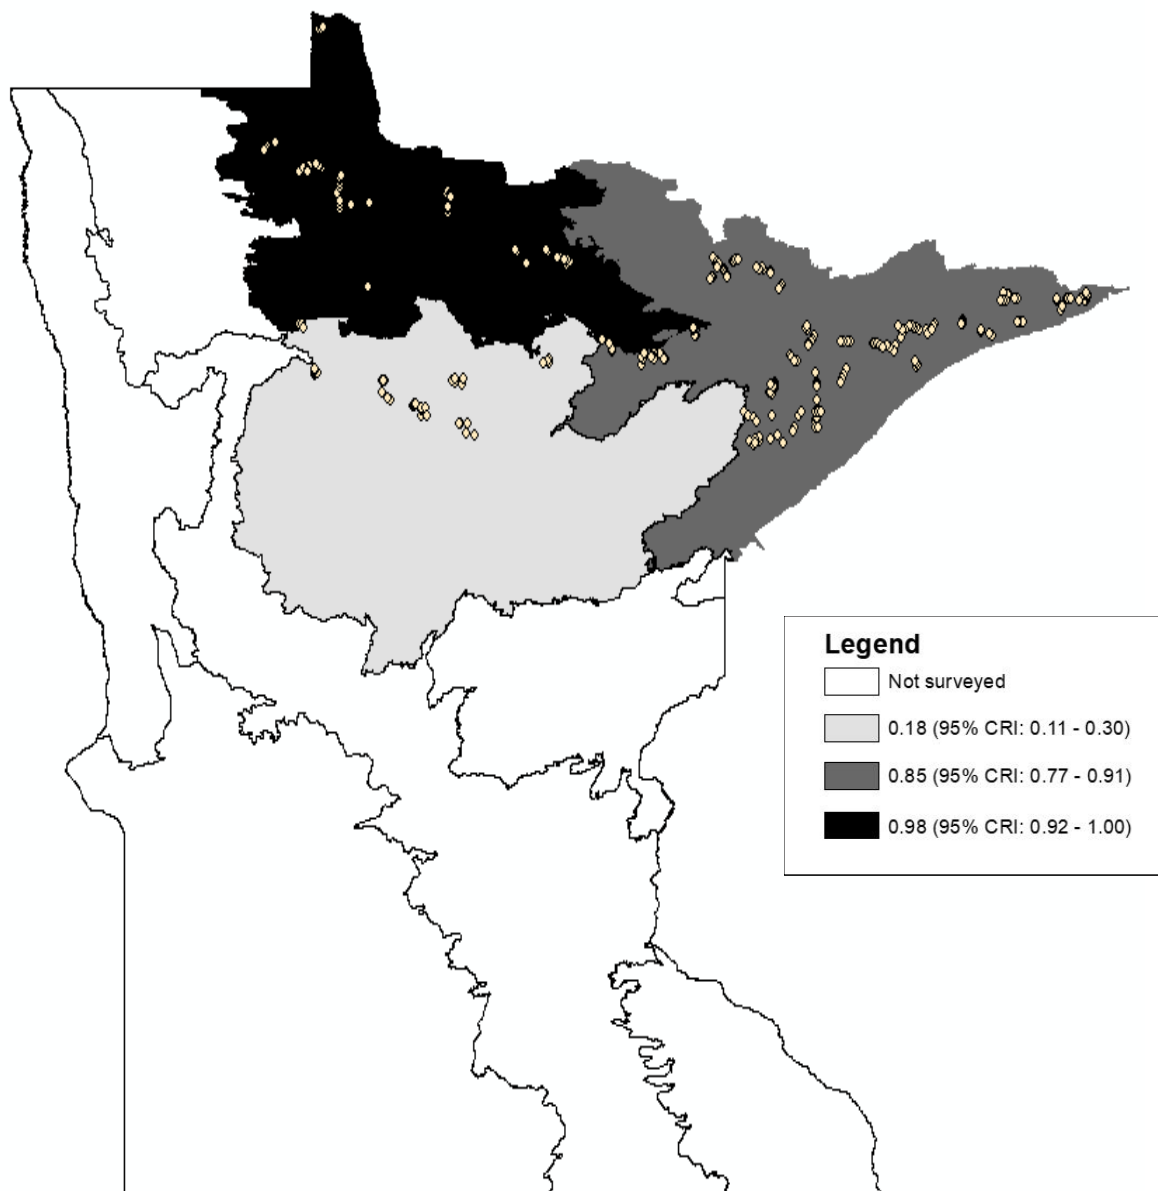 Legend
Not surveyed
0.18 (95% CRI: 0.11 - 0.30)
0.85 (95% CRI: 0.77 - 0.91)
0.98 (95% CRI: 0.92 - 1.00)